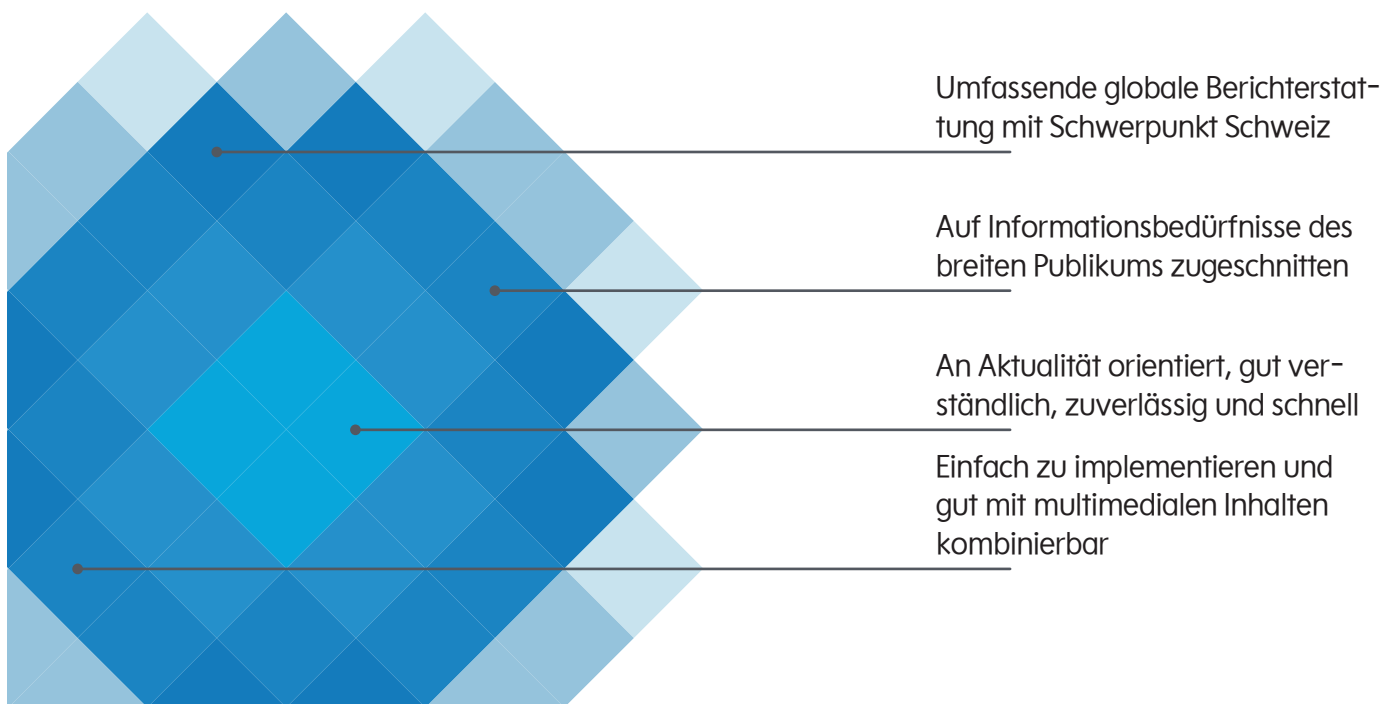 Umfassende globale Berichterstat-
tung mit Schwerpunkt Schweiz
Auf Informationsbedürfnisse des
breiten Publikums zugeschnitten
An Aktualität orientiert, gut ver-
ständlich, zuverlässig und schnell
Einfach zu implementieren und
gut mit multimedialen Inhalten
kombinierbar